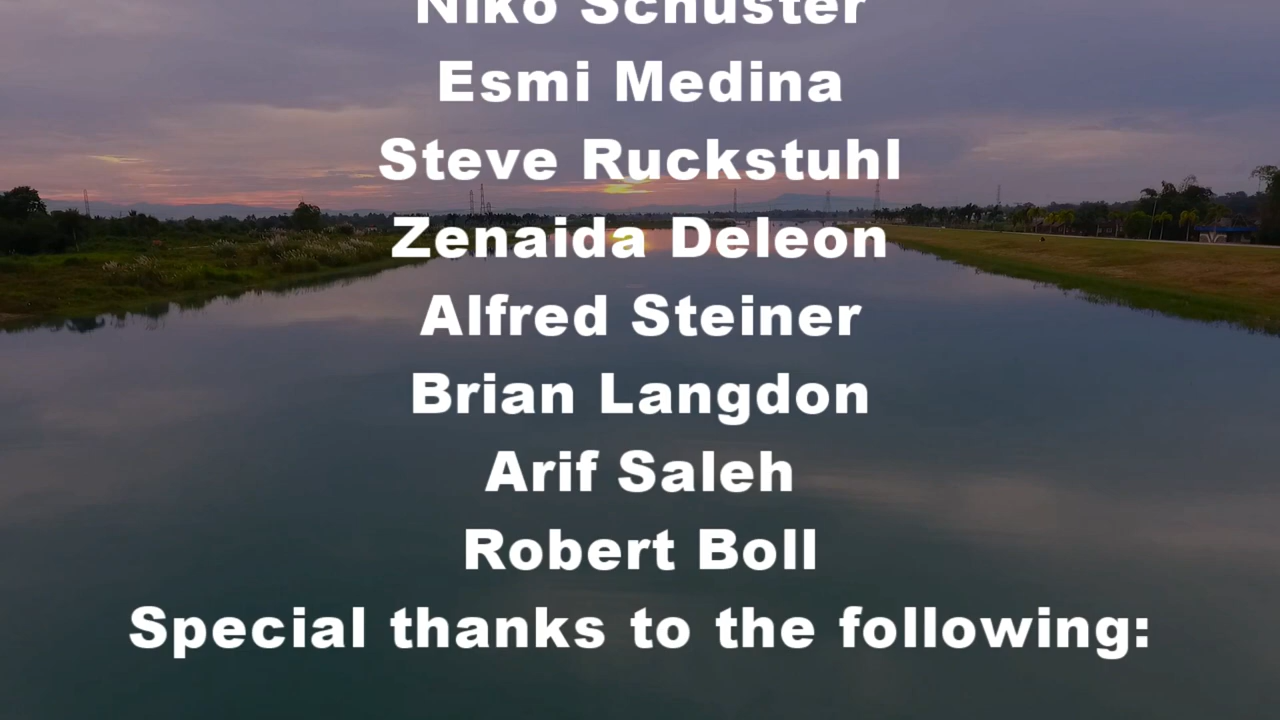 Niko Schuster
Esmi Medina
Steve Ruckstuhl
Zenaida Deleon
Alfred Steiner
Brian Langdon
Arif Saleh
Robert Boll
Special thanks to the following: